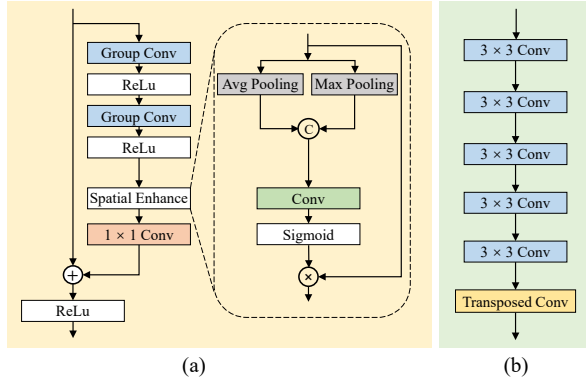 Group Conv
ReLu
Group Conv
ReLu
Spatial Enhance
1 × 1 Conv
+
ReLu
Avg Pooling
Max Pooling
C
Conv
Sigmoid
×
(a)
3 × 3 Conv
3 × 3 Conv
3 × 3 Conv
3 × 3 Conv
3 × 3 Conv
Transposed Conv
(b)